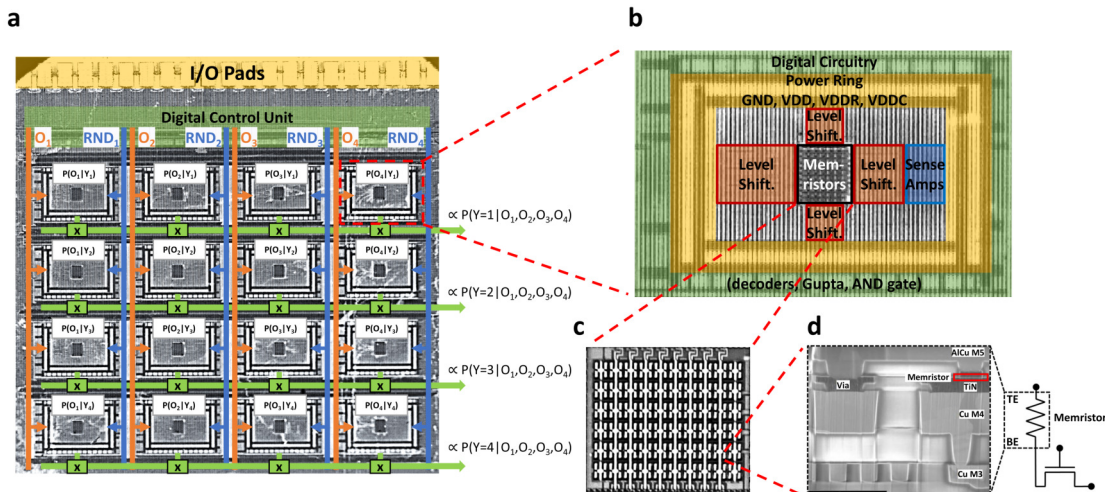 a
I/O Pads
Digital Control Unit
O₁ RND₁ O₂ RND₂ O₃ RND₃ O₄ RND₄
P(O₁|Y₁) P(O₂|Y₁) P(O₃|Y₁) P(O₄|Y₁)
x x x x ∝ P(Y=1|O₁,O₂,O₃,O₄)
P(O₁|Y₂) P(O₂|Y₂) P(O₃|Y₂) P(O₄|Y₂)
x x x x ∝ P(Y=2|O₁,O₂,O₃,O₄)
P(O₁|Y₃) P(O₂|Y₃) P(O₃|Y₃) P(O₄|Y₃)
x x x x ∝ P(Y=3|O₁,O₂,O₃,O₄)
P(O₁|Y₄) P(O₂|Y₄) P(O₃|Y₄) P(O₄|Y₄)
x x x x ∝ P(Y=4|O₁,O₂,O₃,O₄)
b
Digital Circuitry
Power Ring
GND, VDD, VDDR, VDDC
Level
Shift.
Level
Shift.
Mem-
ristors
Level
Shift.
Sense
Amps
Level
Shift.
(decoders, Gupta, AND gate)
c
d
AlCu M5
Memristor
Via
TiN
Cu M4
Cu M3
TE
Memristor
BE